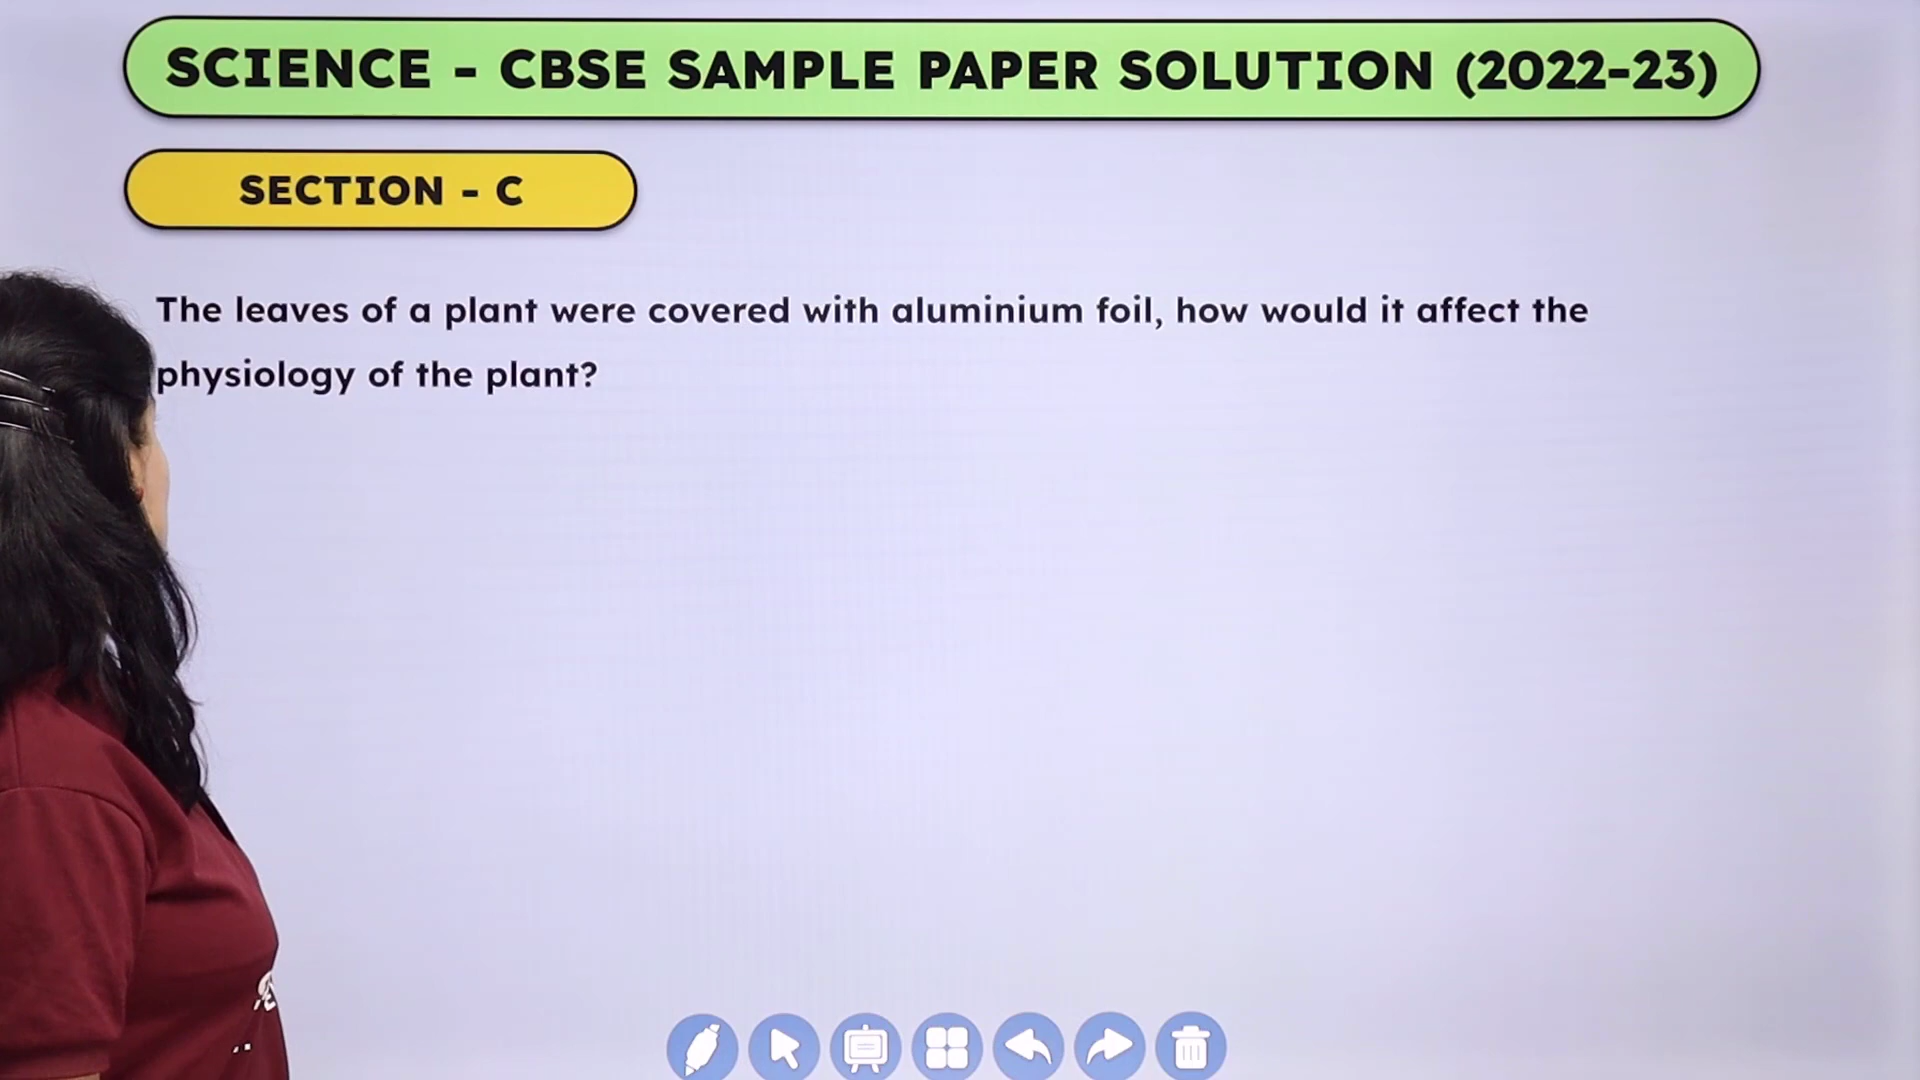 SCIENCE - CBSE SAMPLE PAPER SOLUTION (2022-23)
SECTION - C
The leaves of a plant were covered with aluminium foil, how would it affect the
physiology of the plant?